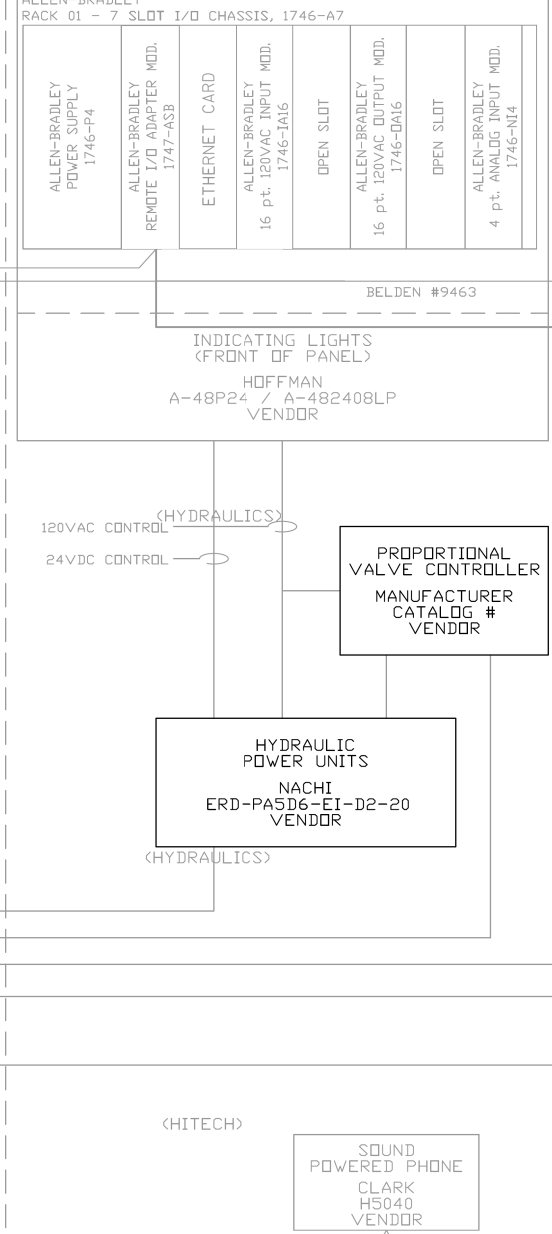 ALLEN-BRADLEY
RACK 01 - 7 SLOT I/O CHASSIS, 1746-A7
ALLEN-BRADLEY
POWER SUPPLY
1746-P4
ALLEN-BRADLEY
REMOTE I/O ADAPTER MOD.
1747-ASB
ETHERNET CARD
ALLEN-BRADLEY
16 pt. 120VAC INPUT MOD.
1746-IA16
OPEN SLOT
ALLEN-BRADLEY
16 pt. 120VAC OUTPUT MOD.
1746-OA16
OPEN SLOT
ALLEN-BRADLEY
4 pt. ANALOG INPUT MOD.
1746-NI4
BELDEN #9463
INDICATING LIGHTS
(FRONT OF PANEL)
HOFFMAN
A-48P24 / A-482408LP
VENDOR
(HYDRAULICS)
120VAC CONTROL
24VDC CONTROL
PROPORTIONAL
VALVE CONTROLLER
MANUFACTURER
CATALOG #
VENDOR
HYDRAULIC
POWER UNITS
NACHI
ERD-PA5D6-EI-D2-20
VENDOR
(HYDRAULICS)
(HITECH)
SOUND
POWERED PHONE
CLARK
H5040
VENDOR